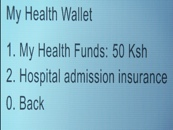 My Health Wallet
1. My Health Funds: 50 Ksh
2. Hospital admission insurance
0. Back